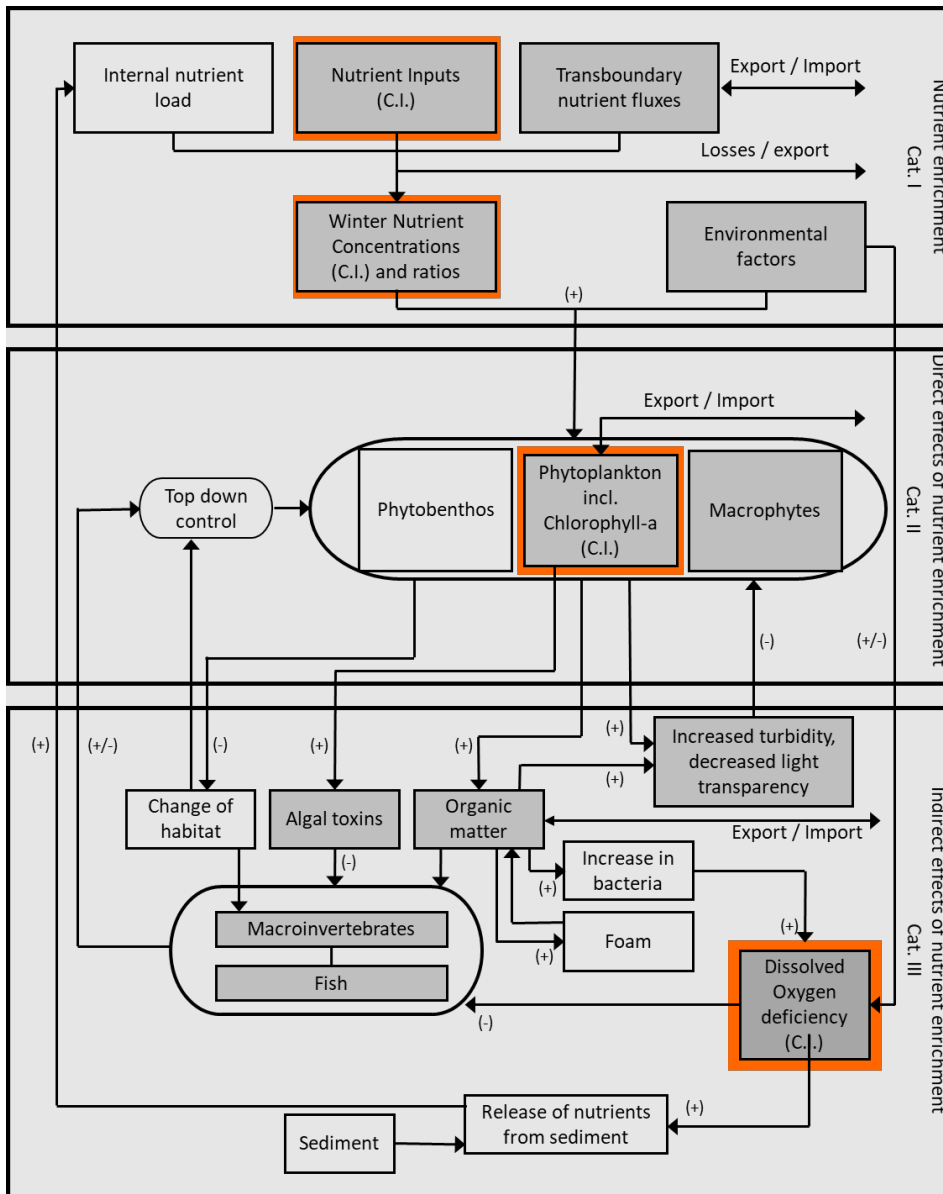 Internal nutrient
load
Nutrient Inputs
(C.I.)
Transboundary
nutrient fluxes
Export / Import
Losses / export
Winter Nutrient
Concentrations
(C.I.) and ratios
Environmental
factors
(+)
Nutrient enrichment
Cat. I
Export / Import
Top down
control
Phytobenthos
Phytoplankton
incl.
Chlorophyll-a
(C.I.)
Macrophytes
(-)
(+/-)
Direct effects of nutrient enrichment
Cat. II
(+)
(+/-)
(-)
(+)
(+)
(+)
(+)
Increased turbidity,
decreased light
transparency
Change of
habitat
Algal toxins
Organic
matter
Export / Import
(-)
(+)
Increase in
bacteria
(+)
Foam
(+)
Macroinvertebrates
Fish
Dissolved
Oxygen
deficiency
(C.I.)
(-)
(+)
Release of nutrients
from sediment
Sediment
Indirect effects of nutrient enrichment
Cat. III